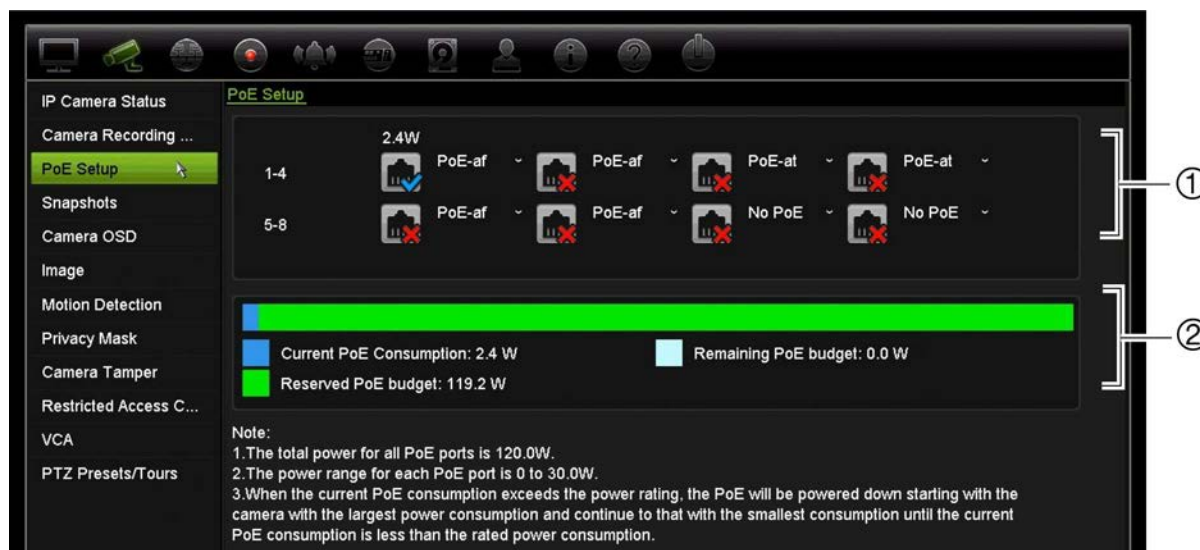 IP Camera Status
Camera Recording ...
PoE Setup
Snapshots
Camera OSD
Image
Motion Detection
Privacy Mask
Camera Tamper
Restricted Access C...
VCA
PTZ Presets/Tours
PoE Setup
2.4W
1-4 PoE-af PoE-af PoE-at PoE-at
5-8 PoE-af PoE-af No PoE No PoE
①
Current PoE Consumption: 2.4 W Remaining PoE budget: 0.0 W
Reserved PoE budget: 119.2 W
②
Note:
1.The total power for all PoE ports is 120.0W.
2.The power range for each PoE port is 0 to 30.0W.
3.When the current PoE consumption exceeds the power rating, the PoE will be powered down starting with the
camera with the largest power consumption and continue to that with the smallest consumption until the current
PoE consumption is less than the rated power consumption.